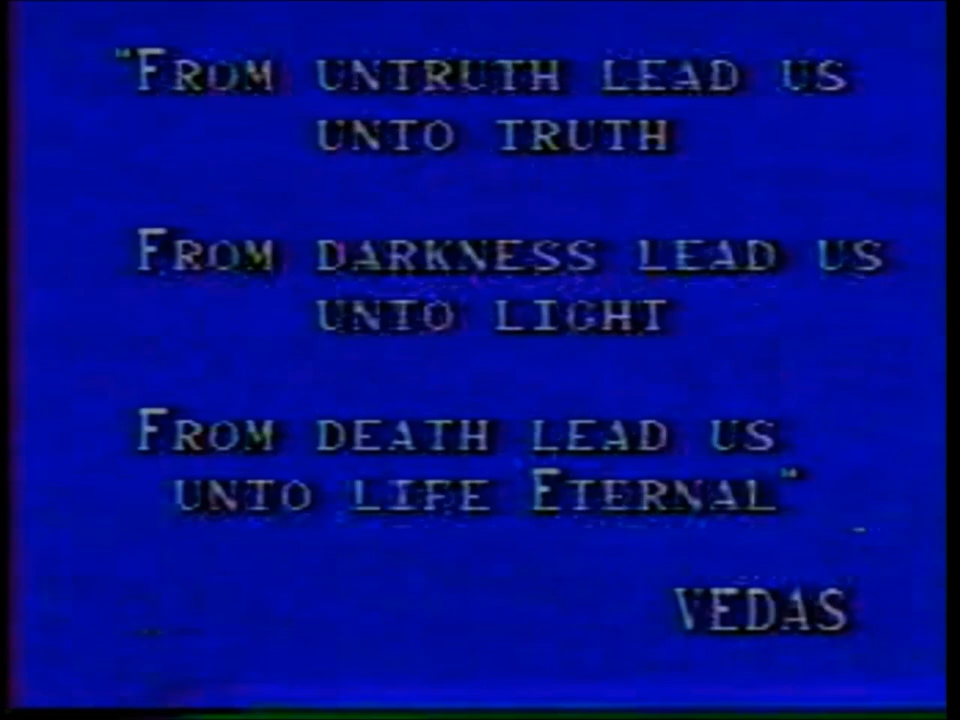 "From untruth lead us
unto truth
From darkness lead us
unto light
From death lead us
unto life Eternal"
VEDAS